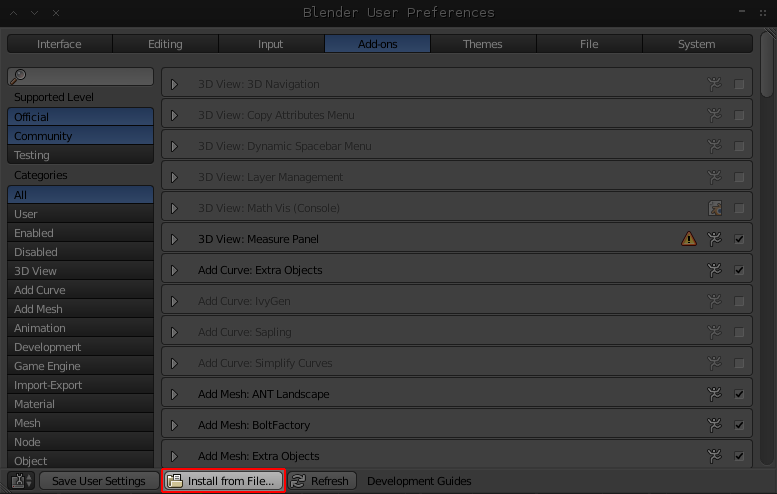 Blender User Preferences
Interface Editing Input Add-ons Themes File System
Supported Level
Official
Community
Testing
Categories
All
User
Enabled
Disabled
3D View
Add Curve
Add Mesh
Animation
Development
Game Engine
Import-Export
Material
Mesh
Node
Object
3D View: 3D Navigation
3D View: Copy Attributes Menu
3D View: Dynamic Spacebar Menu
3D View: Layer Management
3D View: Math Vis (Console)
3D View: Measure Panel
Add Curve: Extra Objects
Add Curve: IvyGen
Add Curve: Sapling
Add Curve: Simplify Curves
Add Mesh: ANT Landscape
Add Mesh: BoltFactory
Add Mesh: Extra Objects
Save User Settings Install from File... Refresh Development Guides